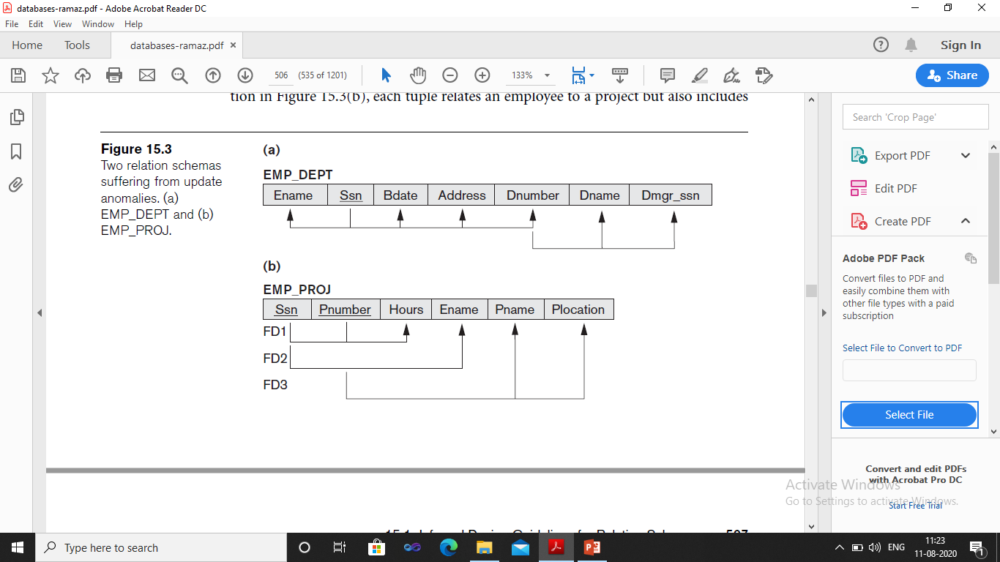 databases-ramaz.pdf - Adobe Acrobat Reader DC
File Edit View Window Help
Home Tools databases-ramaz.pdf × Sign In
506 (535 of 1201) 133% Share
tion in Figure 15.3(b), each tuple relates an employee to a project but also includes
Figure 15.3
Two relation schemas
suffering from update
anomalies. (a)
EMP_DEPT and (b)
EMP_PROJ.
(a)
EMP_DEPT
Ename Ssn Bdate Address Dnumber Dname Dmgr_ssn
(b)
EMP_PROJ
Ssn Pnumber Hours Ename Pname Plocation
FD1
FD2
FD3
Search 'Crop Page'
Export PDF
Edit PDF
Create PDF
Adobe PDF Pack
Convert files to PDF and
easily combine them with
other file types with a paid
subscription
Select File to Convert to PDF
Select File
Convert and edit PDFs
with Acrobat Pro DC
Start Free Trial
Activate Windows
Go to Settings to activate Windows.
Type here to search
ENG
11:23
11-08-2020
1